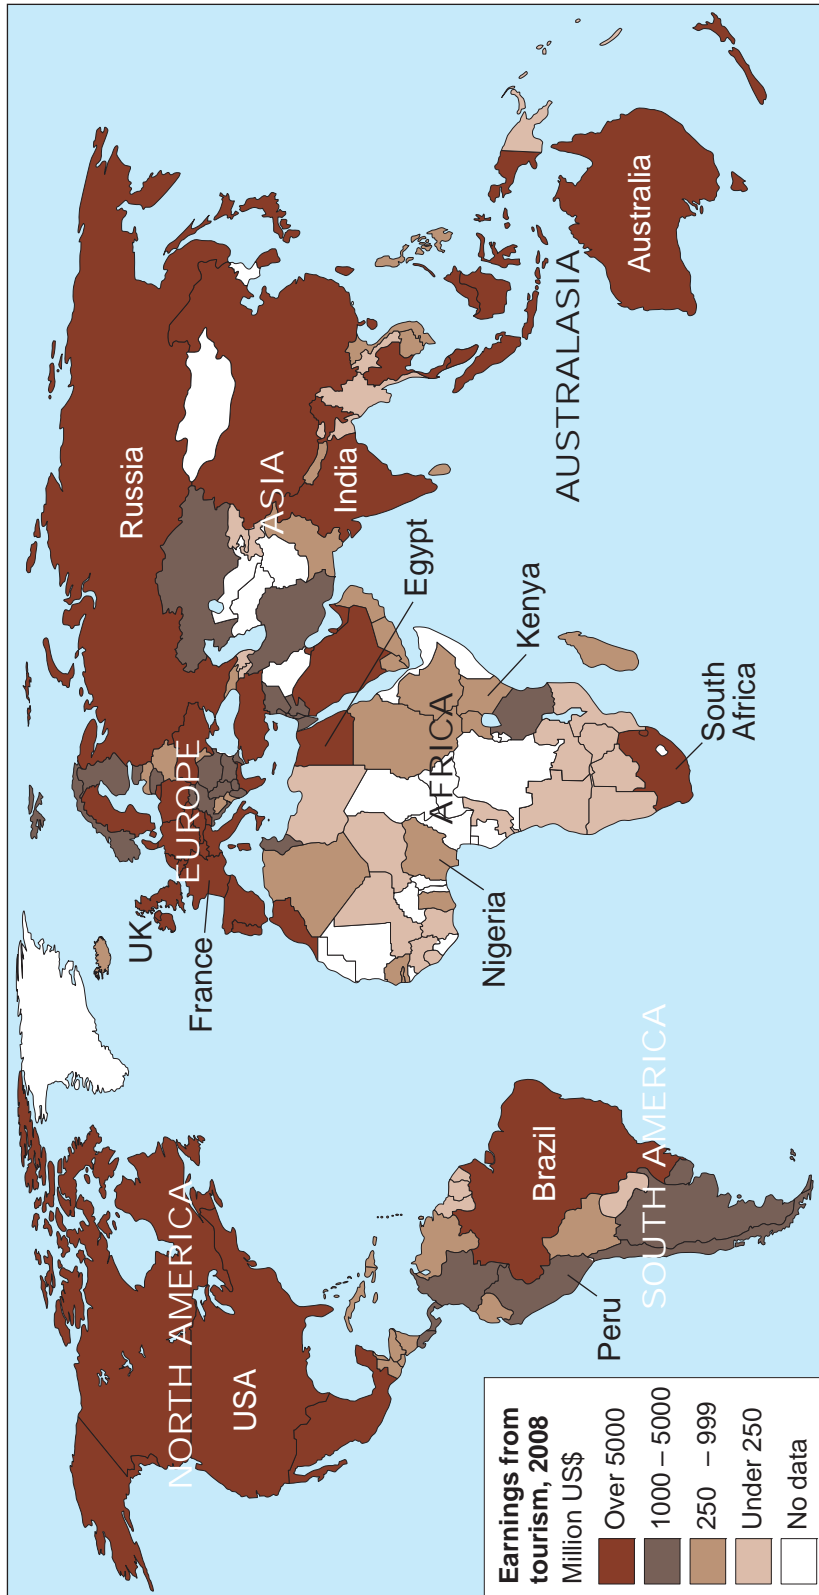 NORTH AMERICA
USA
UK
France
EUROPE
Russia
ASIA
India
Egypt
Kenya
AFRICA
Nigeria
South
Africa
Brazil
Peru
SOUTH AMERICA
AUSTRALASIA
Australia
Earnings from
tourism, 2008
Million US$
Over 5000
1000 – 5000
250 – 999
Under 250
No data